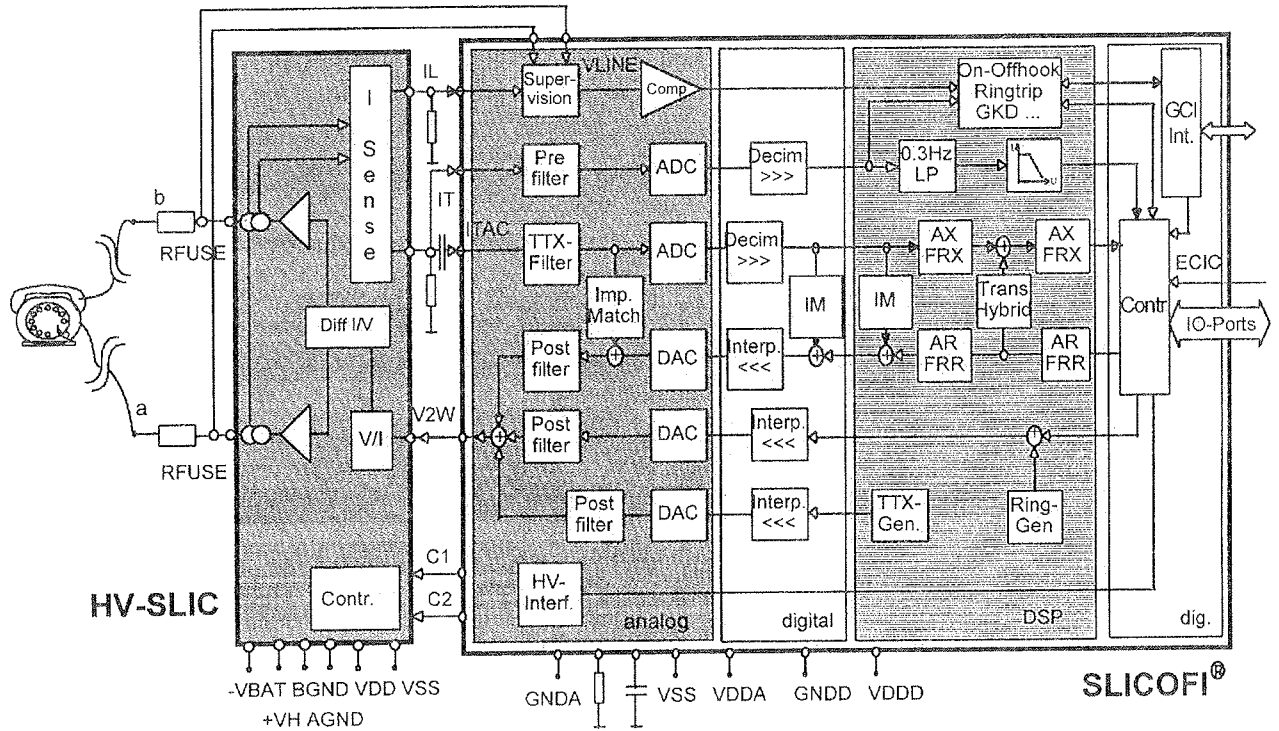 IL
VLINE
Super-
vision
Comp
On-Offhook
Ringtrip
GKD ...
GCI
Int.
I
Sense
IT
Pre
filter
ADC
Decim
>>>
0.3Hz
LP
b
RFUSE
ITAC
TTX-
Filter
ADC
Decim
>>>
AX
FRX
AX
FRX
ECIC
Imp.
Match
IM
IM
Trans
Hybrid
Contr
IO-Ports
Diff I/V
Post
filter
DAC
Interp.
<<<
AR
FRR
AR
FRR
a
RFUSE
V/I
V2W
Post
filter
DAC
Interp.
<<<
Post
filter
DAC
Interp.
<<<
TTX-
Gen.
Ring-
Gen
C1
C2
Contr.
HV-
Interf.
HV-SLIC
analog
digital
DSP
dig.
-VBAT BGND VDD VSS
+VH AGND
GNDA
VSS
VDDA
GNDD
VDDD
SLICOFI®